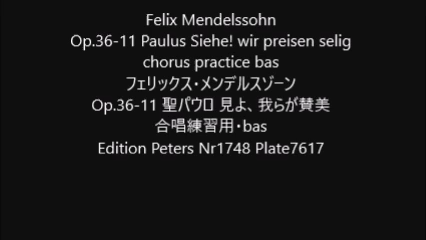 Felix Mendelssohn
Op.36-11 Paulus Siehe! wir preisen selig
chorus practice bas
フェリックス・メンデルスゾーン
Op.36-11 聖パウロ 見よ、我らが賛美
合唱練習用・bas
Edition Peters Nr1748 Plate7617